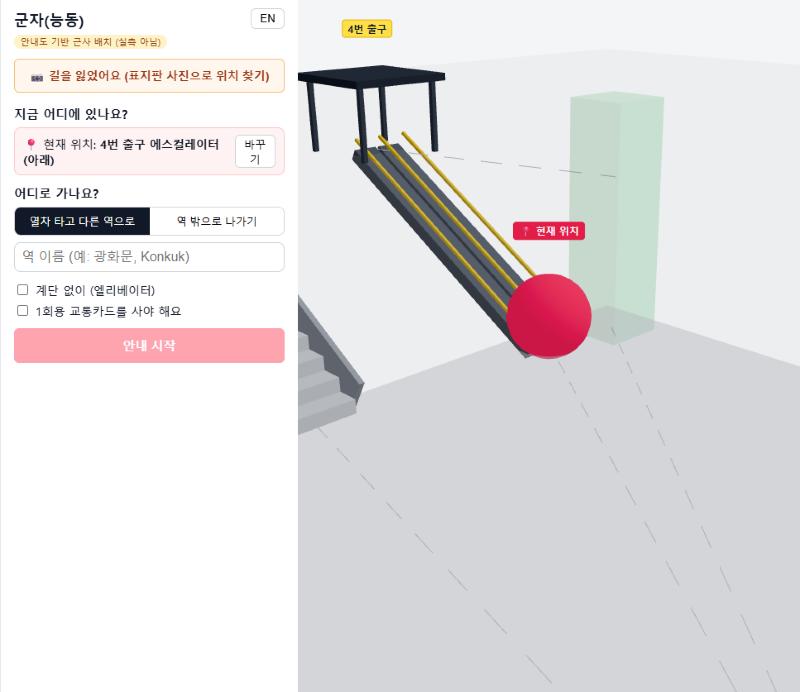 군자(능동)
EN
안내도 기반 근사 배치 (실측 아님)
길을 잃었어요 (표지판 사진으로 위치 찾기)
지금 어디에 있나요?
현재 위치: 4번 출구 에스컬레이터
(아래)
바꾸
기
어디로 가나요?
열차 타고 다른 역으로
역 밖으로 나가기
역 이름 (예: 광화문, Konkuk)
계단 없이 (엘리베이터)
1회용 교통카드를 사야 해요
안내 시작
4번 출구
현재 위치